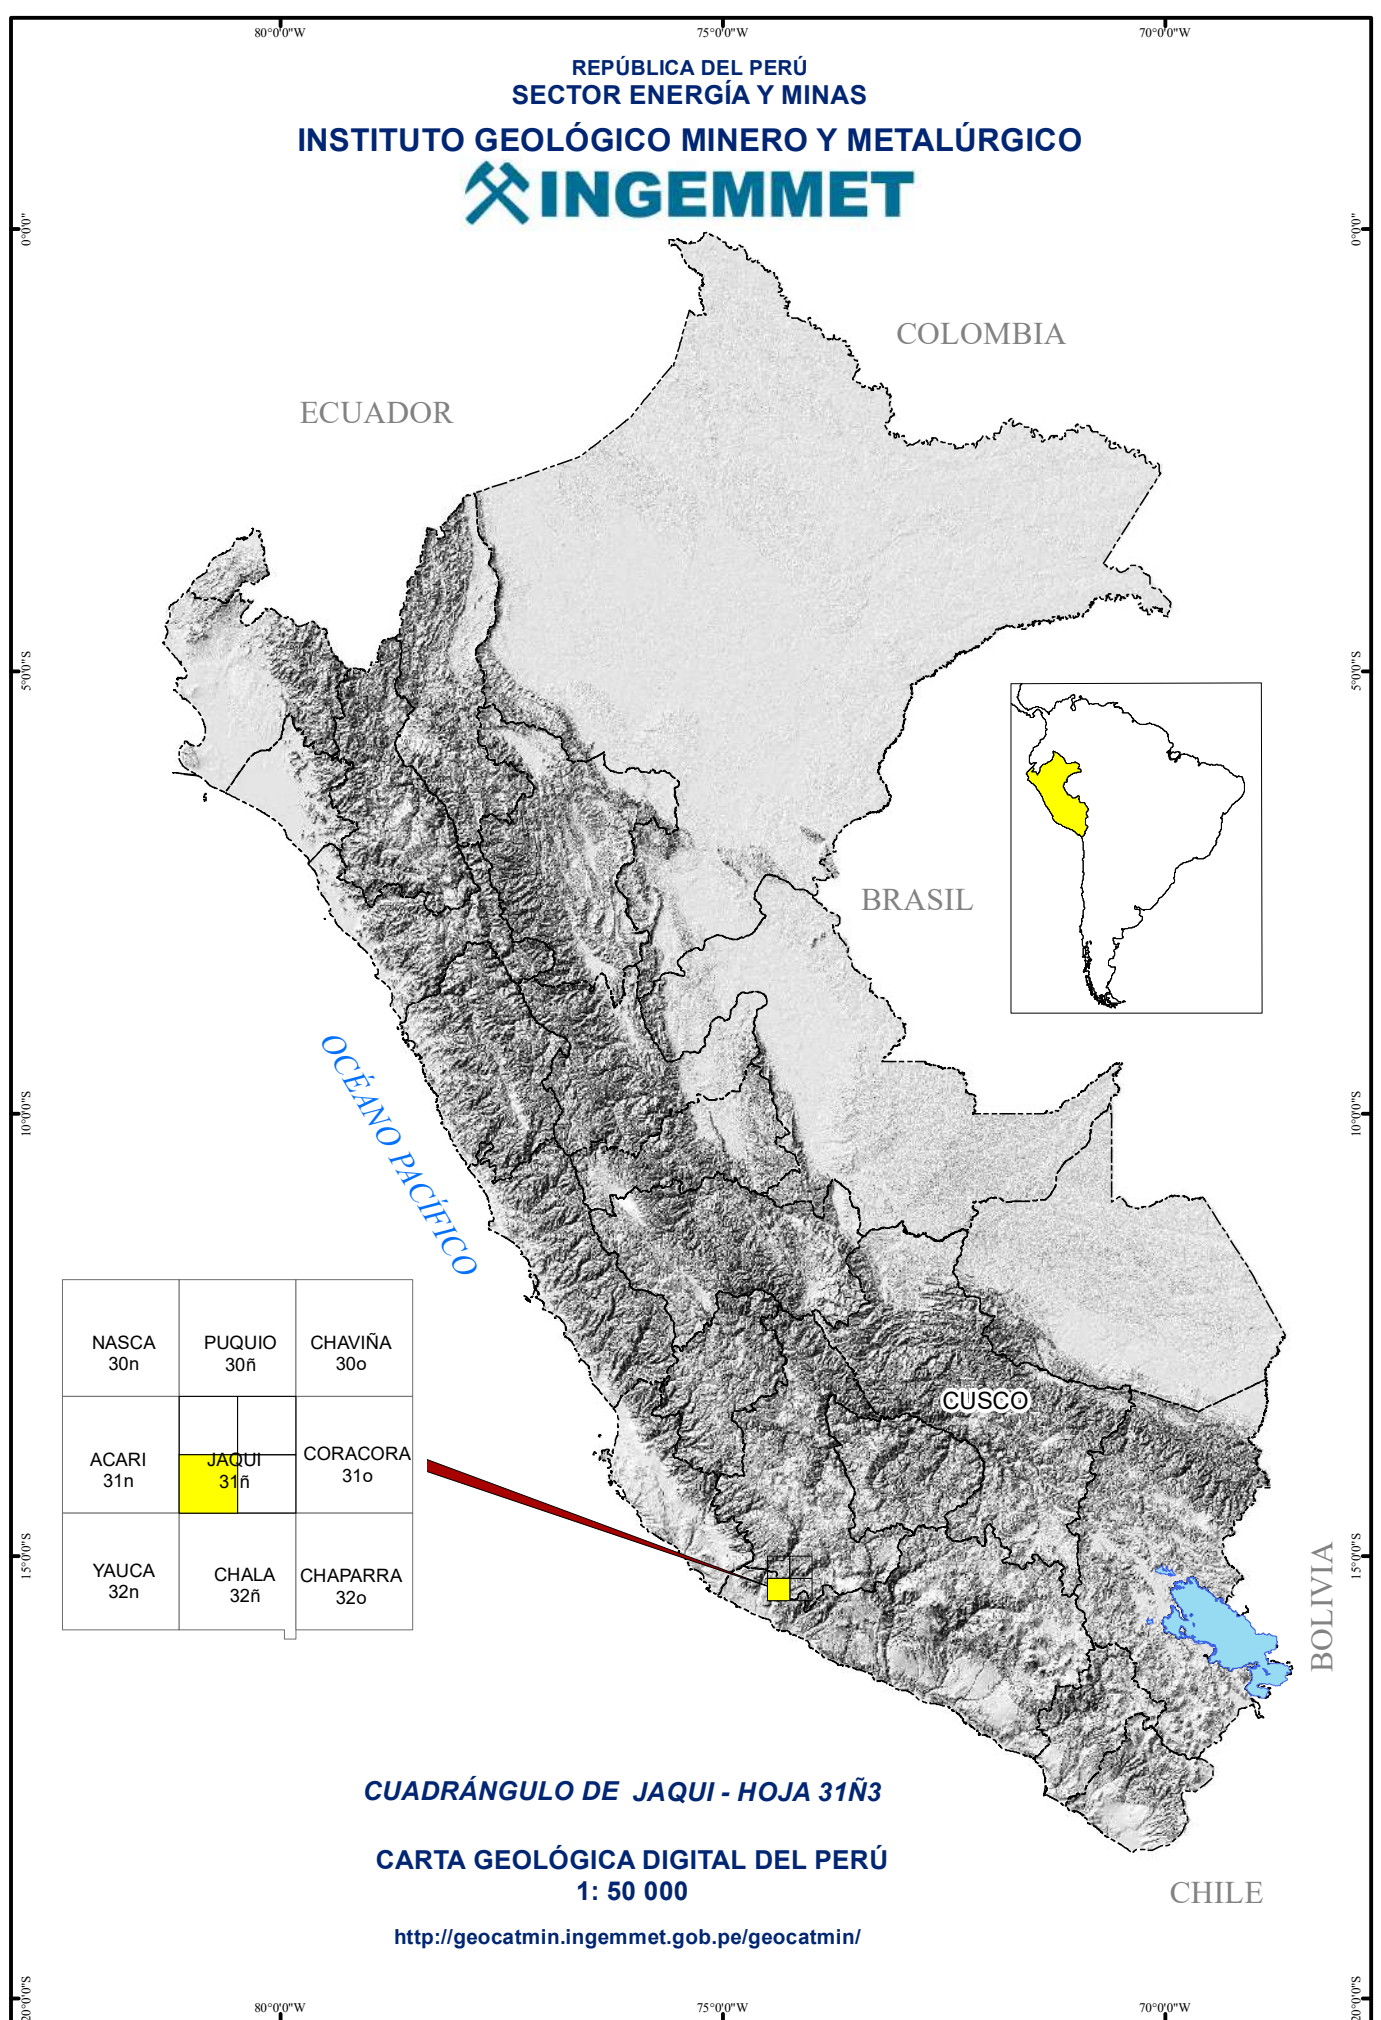 80°0'0"W
75°0'0"W
70°0'0"W
REPÚBLICA DEL PERÚ
SECTOR ENERGÍA Y MINAS
INSTITUTO GEOLÓGICO MINERO Y METALÚRGICO
INGEMMET
0°0'0"
0°0'0"
COLOMBIA
ECUADOR
5°0'0"S
5°0'0"S
BRASIL
OCÉANO PACÍFICO
10°0'0"S
10°0'0"S
NASCA
30n
PUQUIO
30ñ
CHAVIÑA
30o
CUSCO
ACARI
31n
JAQUI
31ñ
CORACORA
31o
YAUCA
32n
CHALA
32ñ
CHAPARRA
32o
15°0'0"S
15°0'0"S
BOLIVIA
CUADRÁNGULO DE JAQUI - HOJA 31Ñ3
CARTA GEOLÓGICA DIGITAL DEL PERÚ
1: 50 000
CHILE
http://geocatmin.ingemmet.gob.pe/geocatmin/
20°0'0"S
20°0'0"S
80°0'0"W
75°0'0"W
70°0'0"W